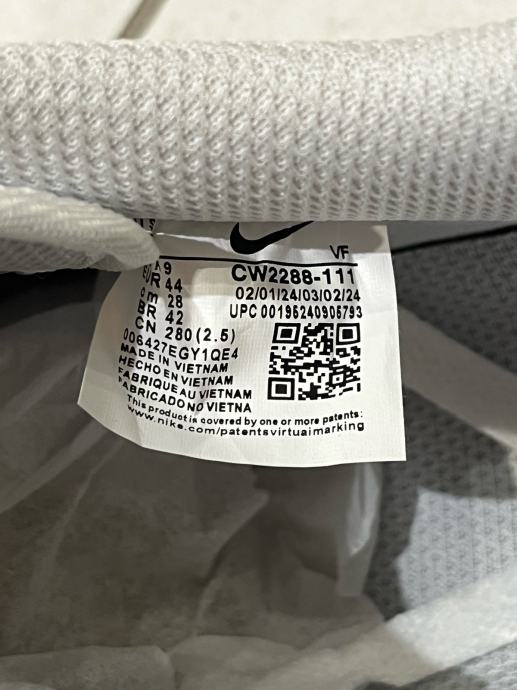 VF
9
EUR 44
cm 28
BR 42
CN 280(2.5)
CW2288-111
02/01/24/03/02/24
UPC 00195240905793
006427EGY1QE4
MADE IN VIETNAM
HECHO EN VIETNAM
FABRIQUE AU VIETNAM
FABRICADO NO VIETNA
This product is covered by one or more patents:
www.nike.com/patentsvirtualmarking